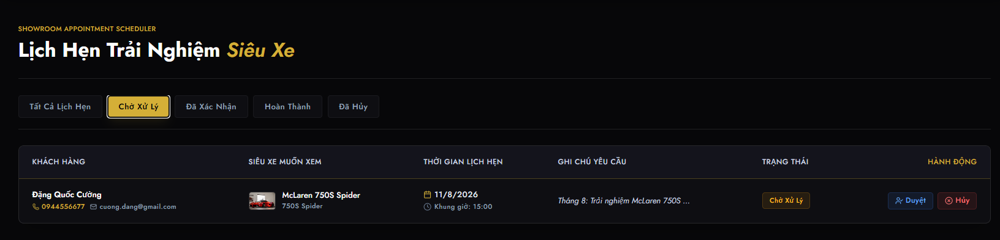 SHOWROOM APPOINTMENT SCHEDULER
Lịch Hẹn Trải Nghiệm Siêu Xe
Tất Cả Lịch Hẹn Chờ Xử Lý Đã Xác Nhận Hoàn Thành Đã Hủy
KHÁCH HÀNG SIÊU XE MUỐN XEM THỜI GIAN LỊCH HẸN GHI CHÚ YÊU CẦU TRẠNG THÁI HÀNH ĐỘNG
Đặng Quốc Cường
0944556677 cuong.dang@gmail.com
McLaren 750S Spider
750S Spider
11/8/2026
Khung giờ: 15:00
Tháng 8: Trải nghiệm McLaren 750S ...
Chờ Xử Lý
Duyệt Hủy